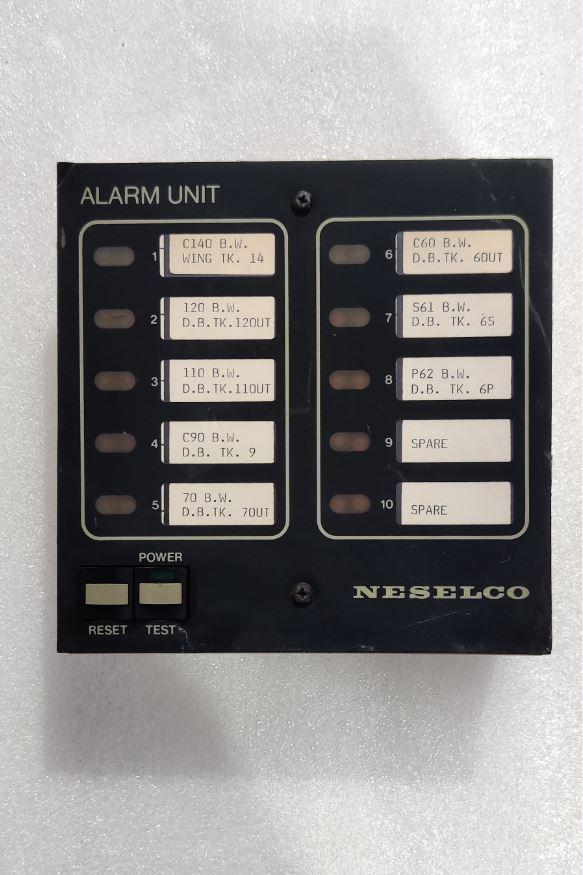 ALARM UNIT
1
C140 B.W.
WING TK. 14
2
120 B.W.
D.B.TK.12OUT
3
110 B.W.
D.B.TK.11OUT
4
C90 B.W.
D.B. TK. 9
5
70 B.W.
D.B.TK. 7OUT
6
C60 B.W.
D.B.TK. 6OUT
7
S61 B.W.
D.B. TK. 6S
8
P62 B.W.
D.B. TK. 6P
9
SPARE
10
SPARE
POWER
RESET TEST
NESELCO